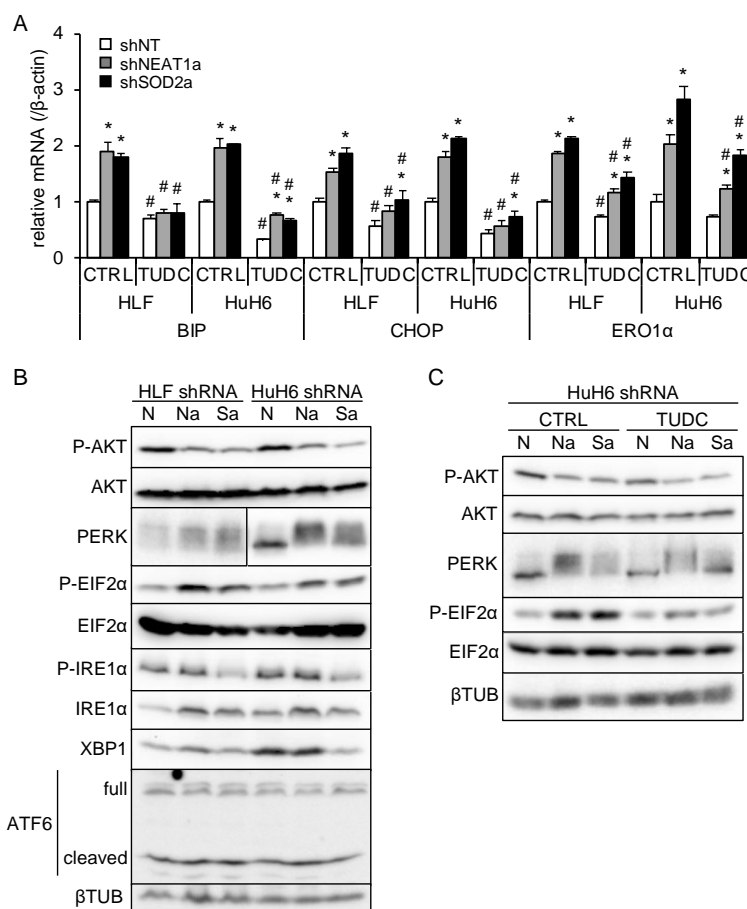 A
relative mRNA (/β-actin)
4
3
2
1
0
shNT
shNEAT1a
shSOD2a
* * * * * * * * * *
* *
# # # # # # # # # # # # #
* * * * * * * *
CTRL TUDC CTRL TUDC CTRL TUDC CTRL TUDC CTRL TUDC CTRL TUDC
HLF HuH6 HLF HuH6 HLF HuH6
BIP CHOP ERO1α
B
HLF shRNA HuH6 shRNA
N Na Sa N Na Sa
P-AKT
AKT
PERK
P-EIF2α
EIF2α
P-IRE1α
IRE1α
XBP1
full
ATF6
cleaved
βTUB
C
HuH6 shRNA
CTRL TUDC
N Na Sa N Na Sa
P-AKT
AKT
PERK
P-EIF2α
EIF2α
βTUB